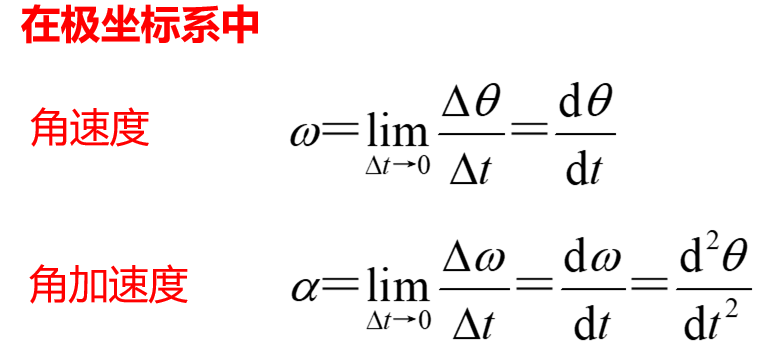 在极坐标系中
角速度 ω=lim_{Δt→0} Δθ/Δt=dθ/dt
角加速度 α=lim_{Δt→0} Δω/Δt=dω/dt=d²θ/dt²